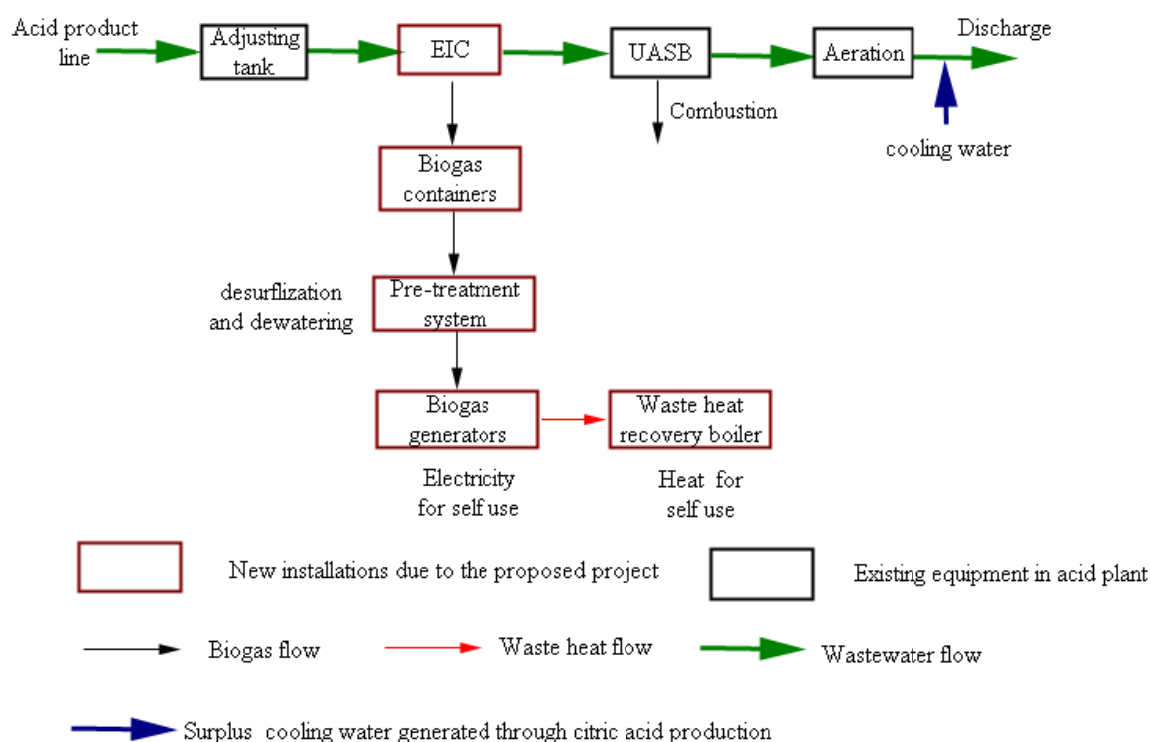 Acid product
line
Adjusting
tank
EIC
UASB
Aeration
Discharge
Combustion
cooling water
Biogas
containers
desurflization
and dewatering
Pre-treatment
system
Biogas
generators
Waste heat
recovery boiler
Electricity
for self use
Heat for
self use
New installations due to the proposed project
Existing equipment in acid plant
Biogas flow
Waste heat flow
Wastewater flow
Surplus cooling water generated through citric acid production